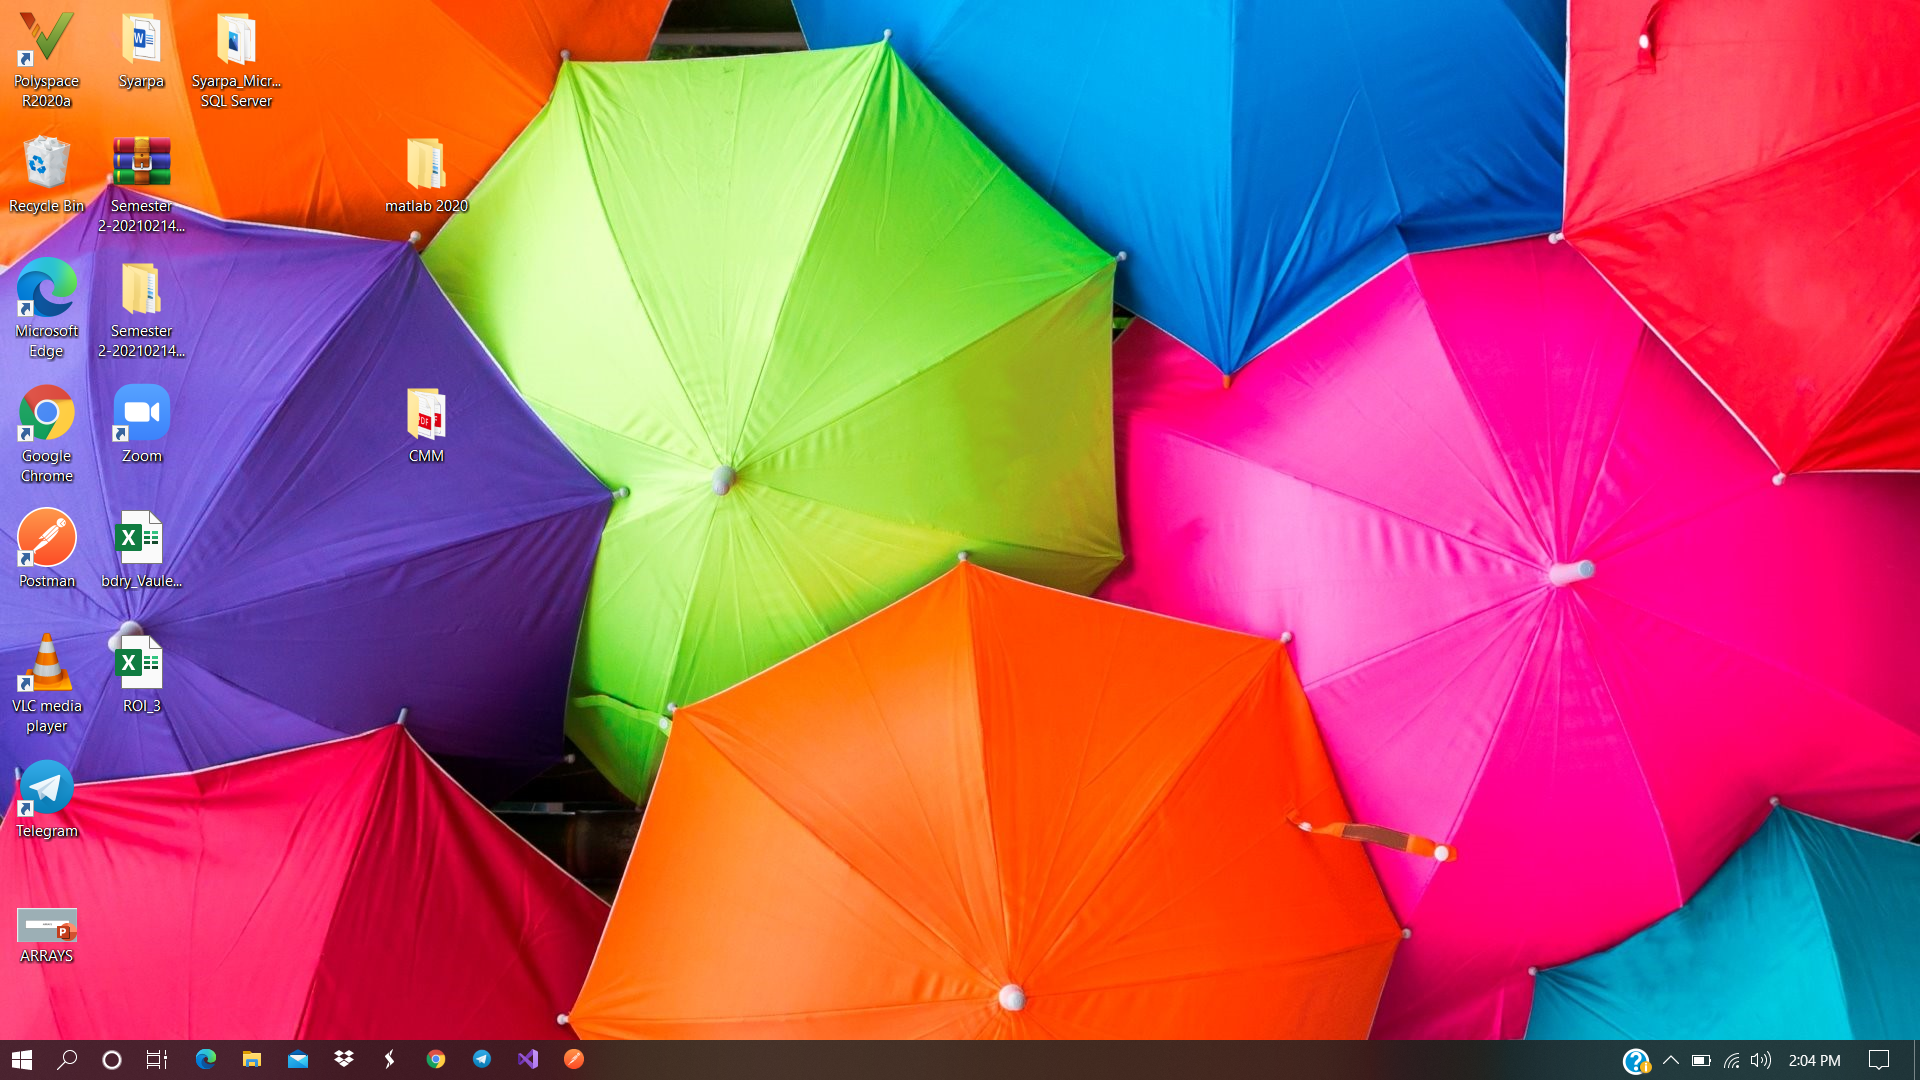 Polyspace
R2020a
Syarpa
Syarpa_Micr...
SQL Server
Recycle Bin
Semester
2-20210214...
matlab 2020
Microsoft
Edge
Semester
2-20210214...
Google
Chrome
Zoom
CMM
Postman
bdry_Vaule...
VLC media
player
ROI_3
Telegram
ARRAYS
2:04 PM